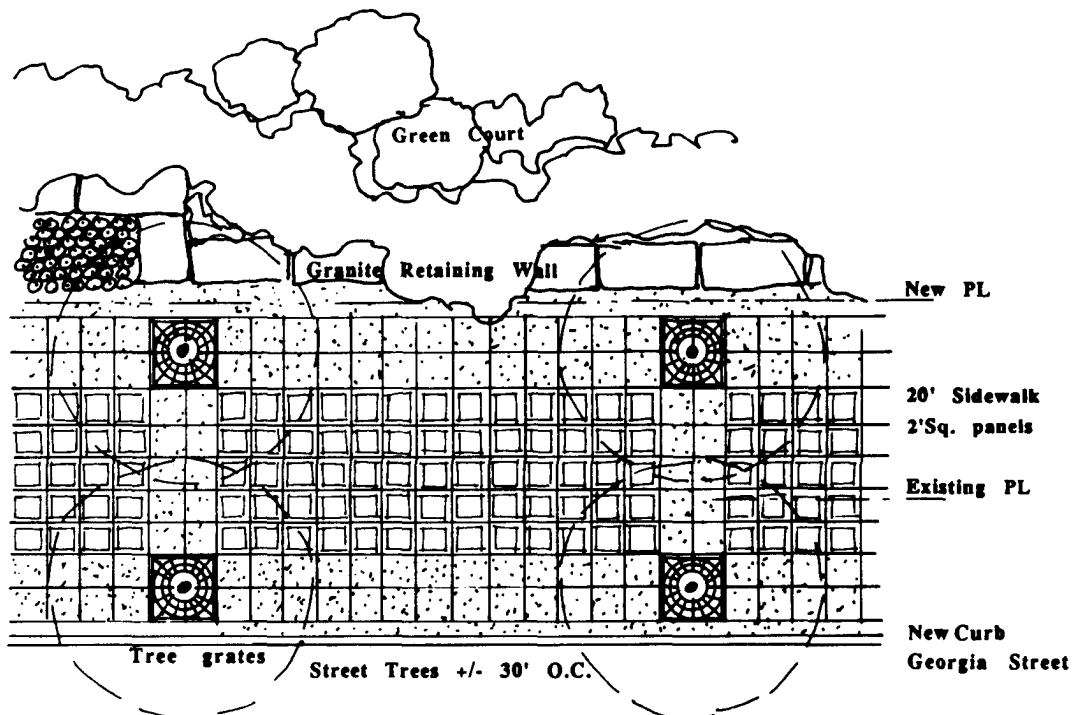 Green Court
Granite Retaining Wall
New PL
20' Sidewalk
2'Sq. panels
Existing PL
New Curb
Tree grates
Georgia Street
Street Trees +/- 30' O.C.